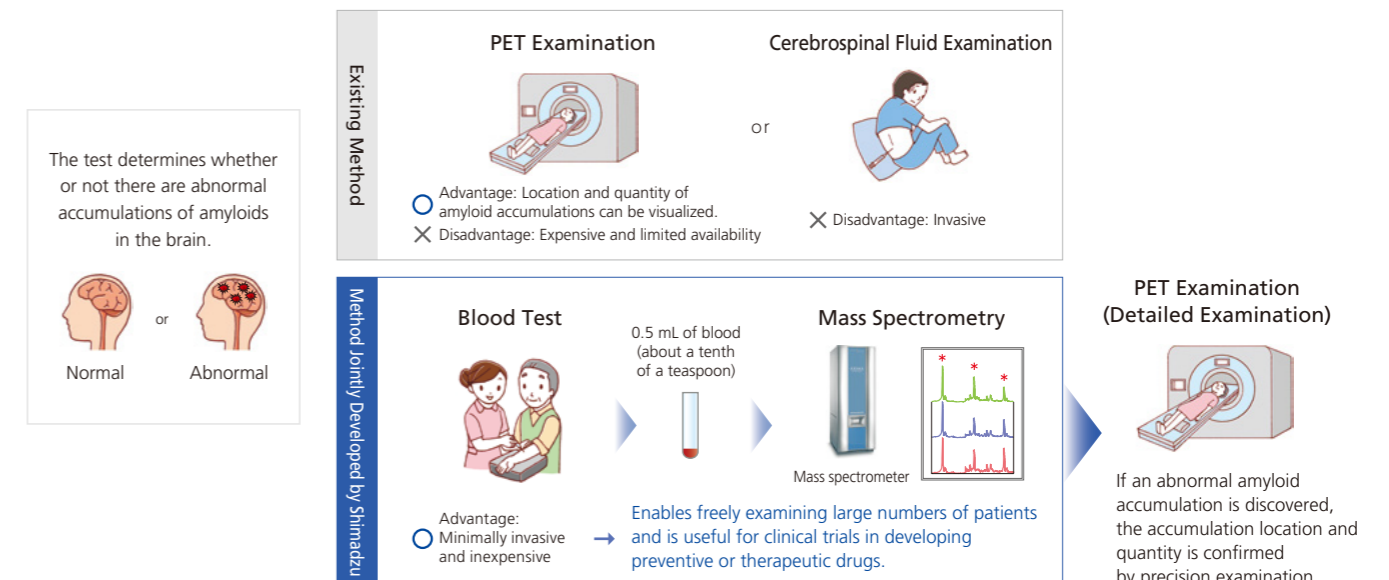 The test determines whether
or not there are abnormal
accumulations of amyloids
in the brain.
Normal
or
Abnormal
Existing Method
PET Examination
Advantage: Location and quantity of
amyloid accumulations can be visualized.
Disadvantage: Expensive and limited availability
or
Cerebrospinal Fluid Examination
Disadvantage: Invasive
Method Jointly Developed by Shimadzu
Blood Test
0.5 mL of blood
(about a tenth
of a teaspoon)
Mass Spectrometry
* * *
Mass spectrometer
Advantage:
Minimally invasive
and inexpensive
→
Enables freely examining large numbers of patients
and is useful for clinical trials in developing
preventive or therapeutic drugs.
PET Examination
(Detailed Examination)
If an abnormal amyloid
accumulation is discovered,
the accumulation location and
quantity is confirmed
by precision examination